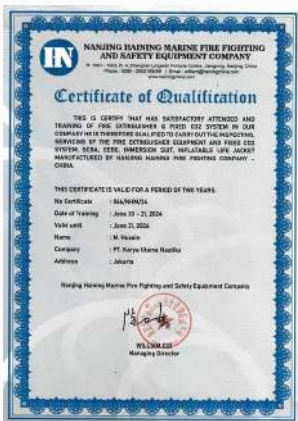 HN
NANJING HAINING MARINE FIRE FIGHTING
AND SAFETY EQUIPMENT COMPANY
Certificate of Qualification
THIS IS CERTIFY THAT HAS SATISFACTORY ATTENDED AND
TRAINING OF FIRE EXTINGUISHER & FIXED CO2 SYSTEM IN OUR
COMPANY HE IS THEREFORE QUALIFIED TO CARRY OUT THE INSPECTING,
SERVICING OF THE FIRE EXTINGUISHER EQUIPMENT AND FIXED CO2
SYSTEM, SCBA, EEBD, IMMERSION SUIT, INFLATABLE LIFE JACKET
MANUFACTURED BY NANJING HAINING FIRE FIGHTING COMPANY -
CHINA.
THIS CERTIFICATE IS VALID FOR A PERIOD OF TWO YEARS.
No Certificate :
Date of Training : June 20 - 21, 2024
Valid until : June 21, 2026
Name : N. Husein
Company : PT. Karya Utama Nautika
Address : Jakarta
Nanjing Haining Marine Fire Fighting and Safety Equipment Company
Managing Director